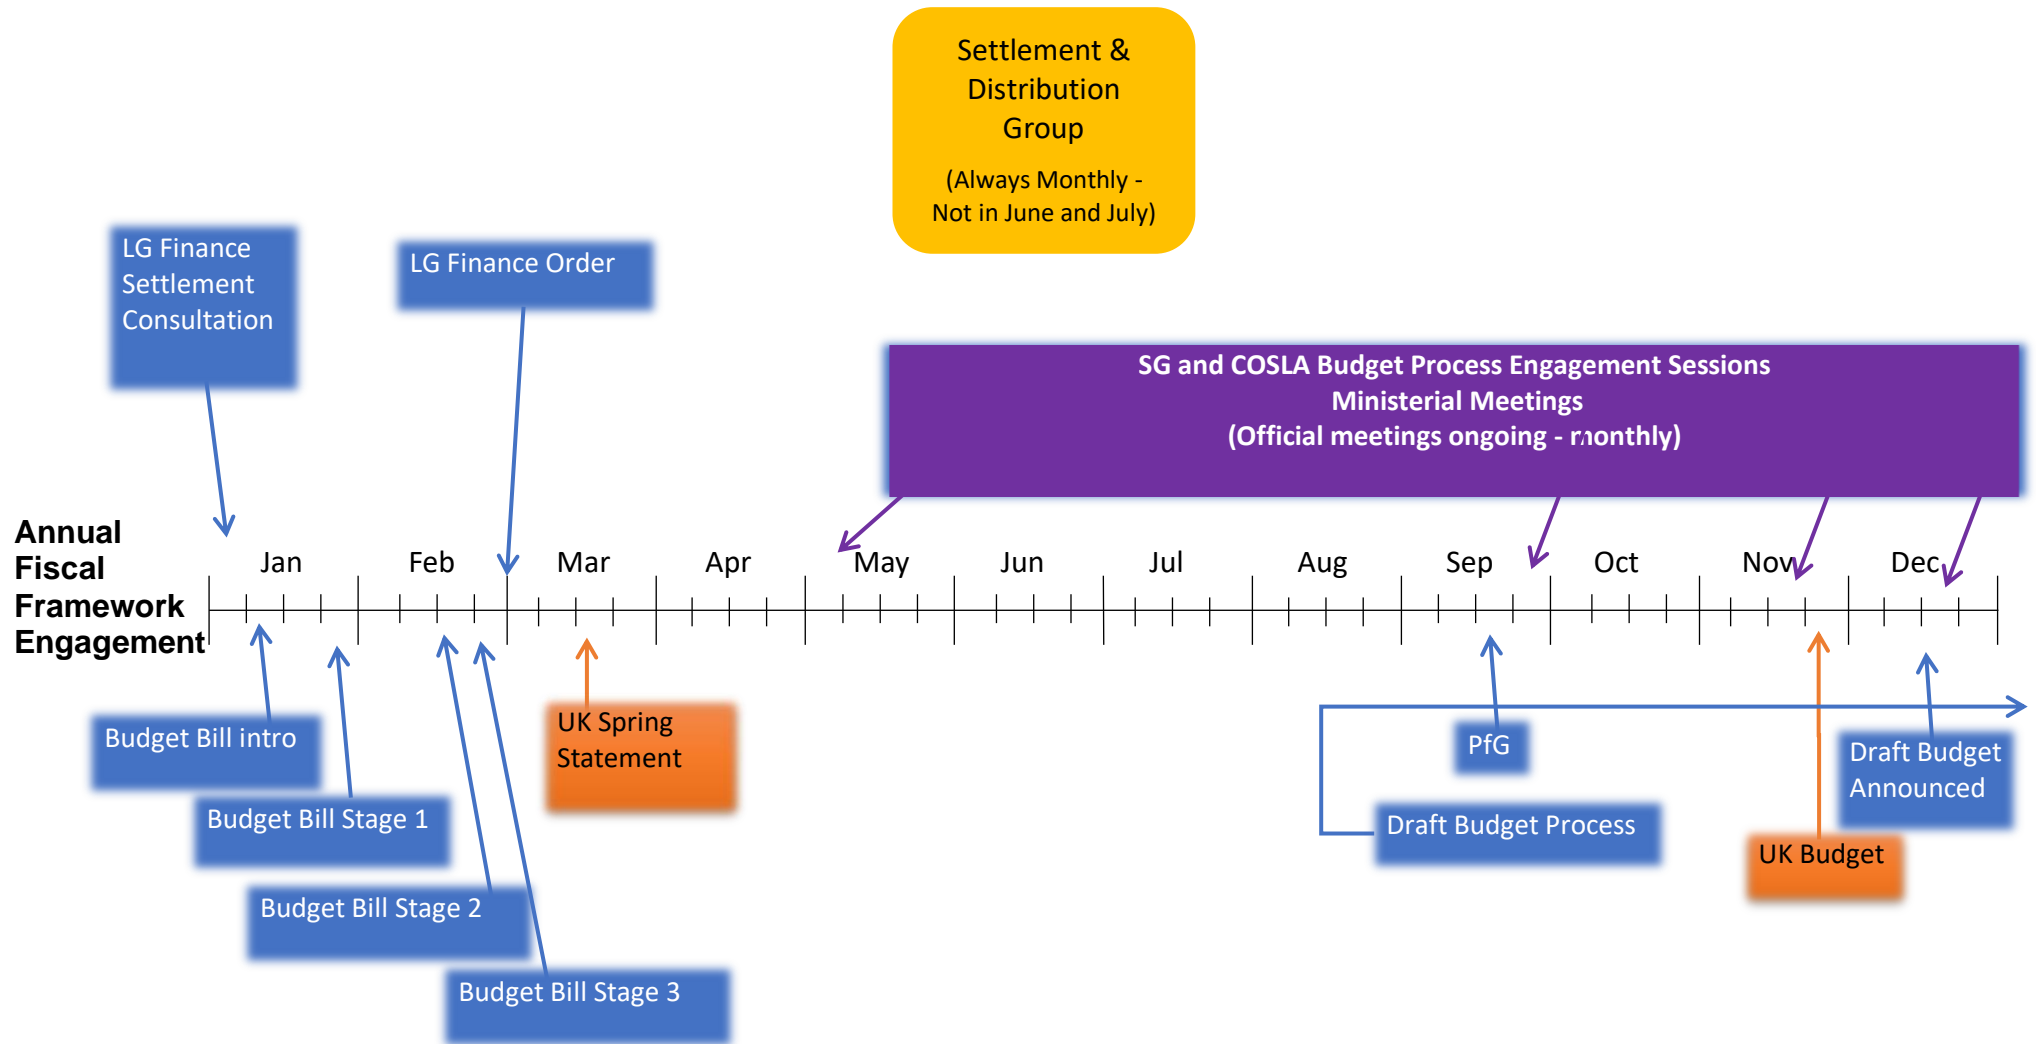 Settlement &
Distribution
Group
(Always Monthly -
Not in June and July)
LG Finance
Settlement
Consultation
LG Finance Order
SG and COSLA Budget Process Engagement Sessions
Ministerial Meetings
(Official meetings ongoing - monthly)
Annual
Fiscal
Framework
Engagement
Jan
Feb
Mar
Apr
May
Jun
Jul
Aug
Sep
Oct
Nov
Dec
Budget Bill intro
Budget Bill Stage 1
Budget Bill Stage 2
Budget Bill Stage 3
UK Spring
Statement
PfG
Draft Budget Process
UK Budget
Draft Budget
Announced